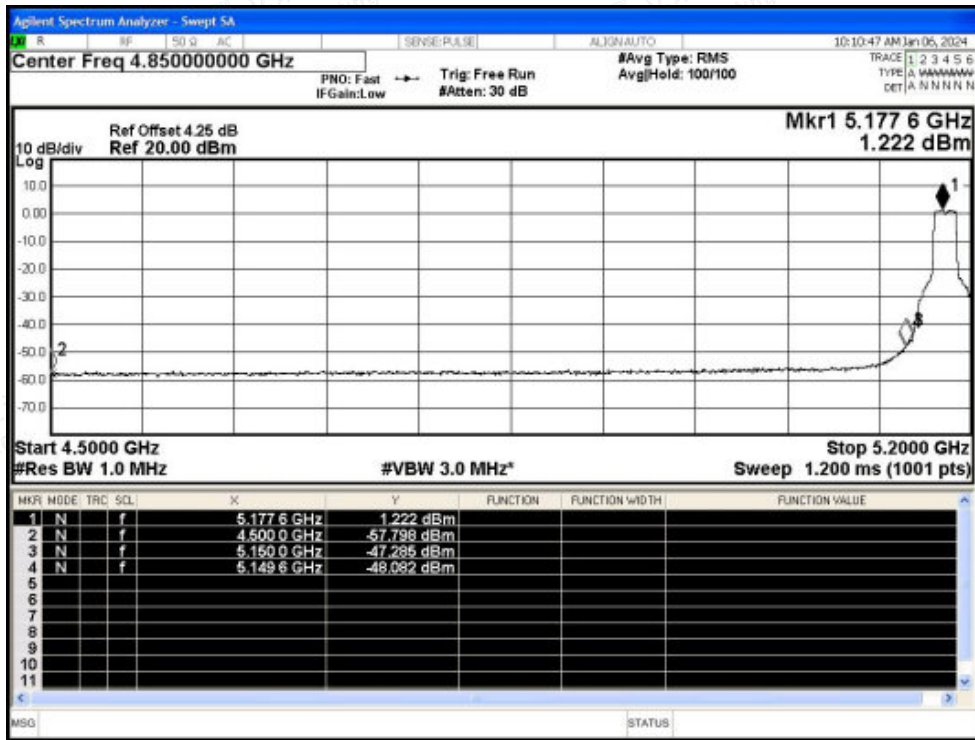 Agilent Spectrum Analyzer - Swept SA
R RF 50 Ω AC SENSE:PULSE ALIGNAUTO 10:10:47 AM Jan 06, 2024
Center Freq 4.850000000 GHz
PNO: Fast Trig: Free Run
IFGain:Low #Atten: 30 dB
#Avg Type: RMS
Avg|Hold: 100/100
TRACE 1 2 3 4 5 6
TYPE A WWWWW
DET A N N N N N
Mkr1 5.177 6 GHz
1.222 dBm
Ref Offset 4.25 dB
10 dB/div Ref 20.00 dBm
Log
10.0
0.00
-10.0
-20.0
-30.0
-40.0
-50.0
-60.0
-70.0
1
2
Start 4.5000 GHz Stop 5.2000 GHz
#Res BW 1.0 MHz #VBW 3.0 MHz* Sweep 1.200 ms (1001 pts)
MKR MODE TRC SCL X Y FUNCTION FUNCTION WIDTH FUNCTION VALUE
1 N f 5.177 6 GHz 1.222 dBm
2 N f 4.500 0 GHz -57.798 dBm
3 N f 5.150 0 GHz -47.285 dBm
4 N f 5.149 6 GHz -48.082 dBm
5
6
7
8
9
10
11
MSG STATUS